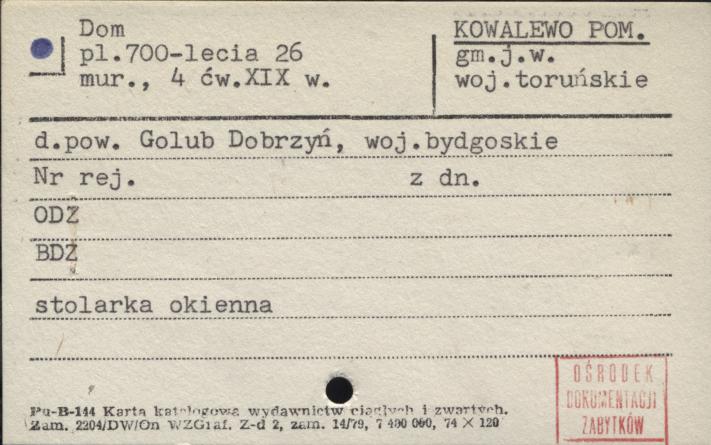 Dom
pl.700-lecia 26
mur., 4 ćw.XIX w.
KOWALEWO POM.
gm.j.w.
woj.toruńskie
d.pow. Golub Dobrzyń, woj.bydgoskie
Nr rej. z dn.
ODZ
BDZ
stolarka okienna
OŚRODEK
DOKUMENTACJI
ZABYTKÓW
Pu-B-144 Karta katalogowa wydawnictw ciągłych i zwartych.
Zam. 2204/DW/On WZGraf. Z-d 2, zam. 14/79, 7 400 000, 74 × 120